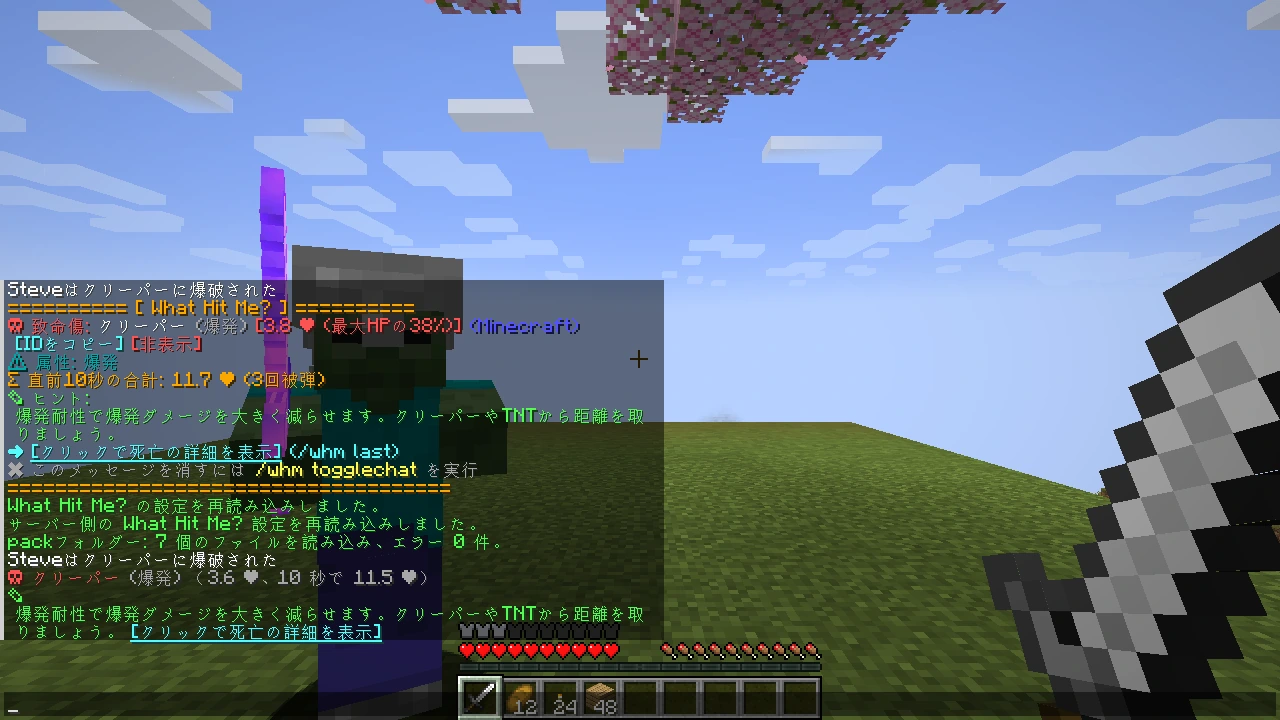 Steveはクリーパーに爆破された
========== [ What Hit Me? ] ==========
致命傷: クリーパー (爆発) [3.8 ♥ (最大HPの38%)] (Minecraft)
[IDをコピー] [非表示]
⚠ 属性: 爆発
Σ 直前10秒の合計: 11.7 ♥ (3回被弾)
✎ ヒント:
爆発耐性で爆発ダメージを大きく減らせます。クリーパーやTNTから距離を取
りましょう。
➜ [クリックで死亡の詳細を表示] (/whm last)
✖ このメッセージを消すには /whm togglechat を実行
=====================================
What Hit Me? の設定を再読み込みしました。
サーバー側の What Hit Me? 設定を再読み込みしました。
packフォルダー: 7 個のファイルを読み込み、エラー 0 件。
Steveはクリーパーに爆破された
クリーパー (爆発) (3.6 ♥、10 秒で 11.5 ♥)
✎
爆発耐性で爆発ダメージを大きく減らせます。クリーパーやTNTから距離を取
りましょう。 [クリックで死亡の詳細を表示]
12 24 48
_